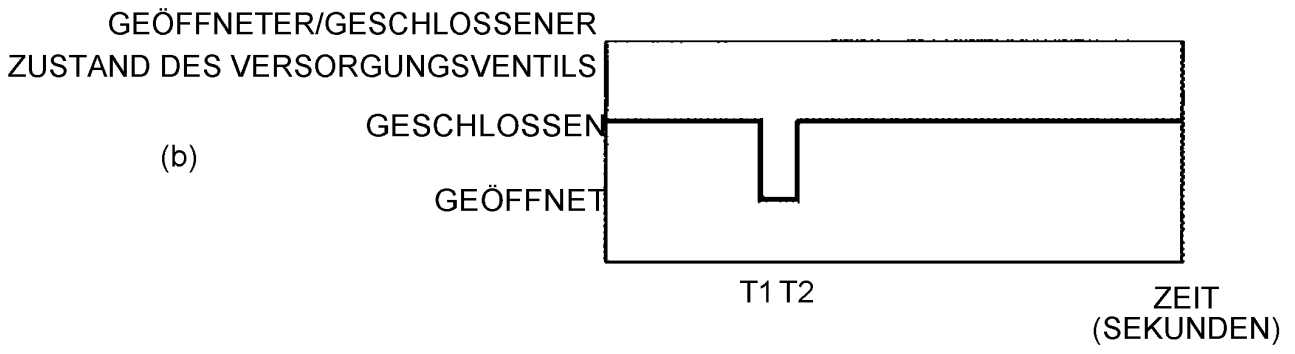 GEÖFFNETER/GESCHLOSSENER
ZUSTAND DES VERSORGUNGSVENTILS
GESCHLOSSEN
(b)
GEÖFFNET
T1 T2
ZEIT
(SEKUNDEN)